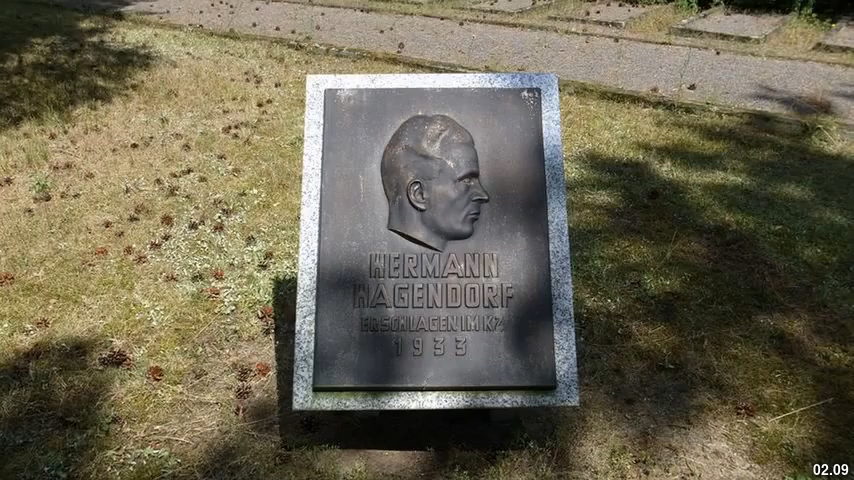 HERMANN
HAGENDORF
ERSCHLAGEN IM KZ
1933
02.09